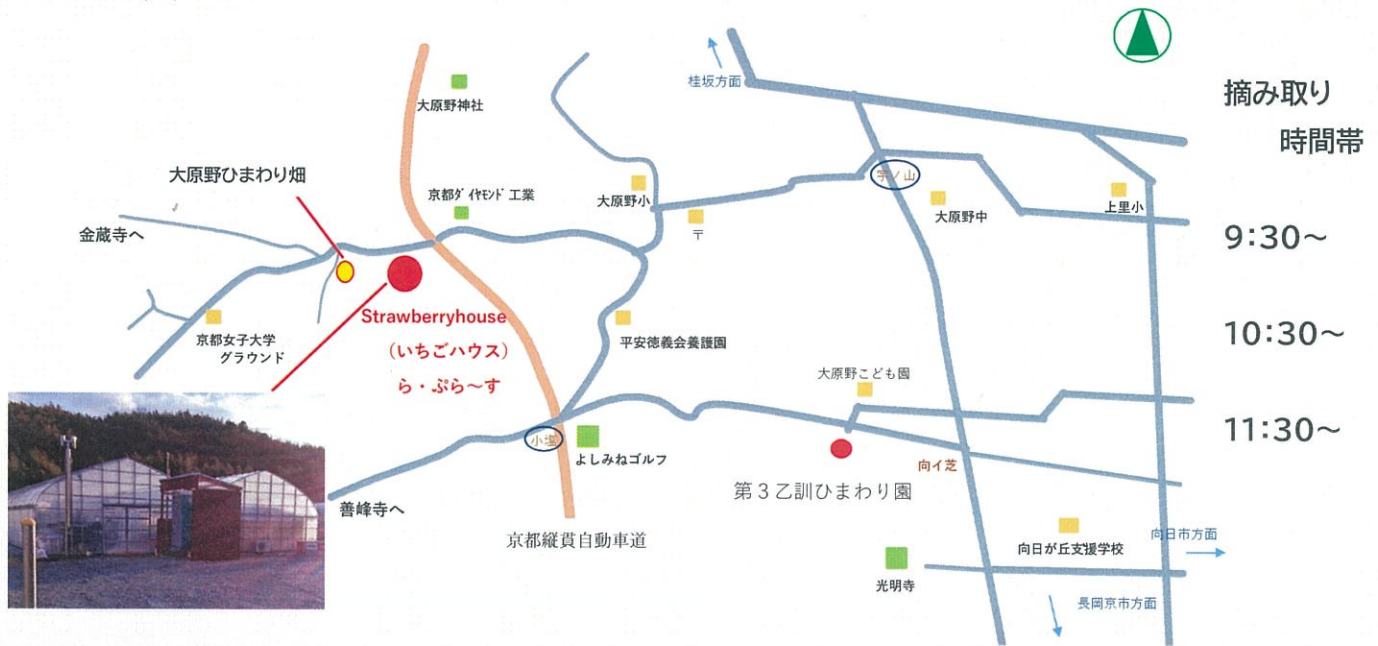 桂坂方面
大原野神社
摘み取り
時間帯
大原野ひまわり畑
京都ダイヤモンド工業
大原野小
〒
宇ノ山
大原野中
上里小
金蔵寺へ
9:30～
Strawberryhouse
(いちごハウス)
ら・ぷら～す
京都女子大学
グラウンド
平安徳義会養護園
10:30～
大原野こども園
11:30～
小塩
よしみねゴルフ
向イ芝
第3乙訓ひまわり園
善峰寺へ
京都縦貫自動車道
向日が丘支援学校
向日市方面
光明寺
長岡京市方面